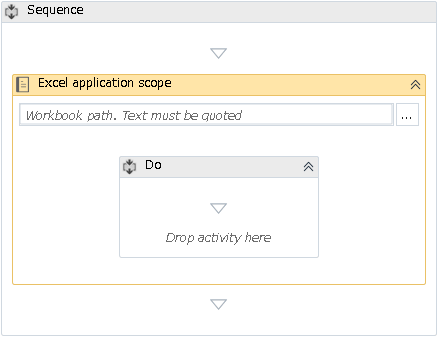 Sequence
Excel application scope
Workbook path. Text must be quoted
...
Do
Drop activity here